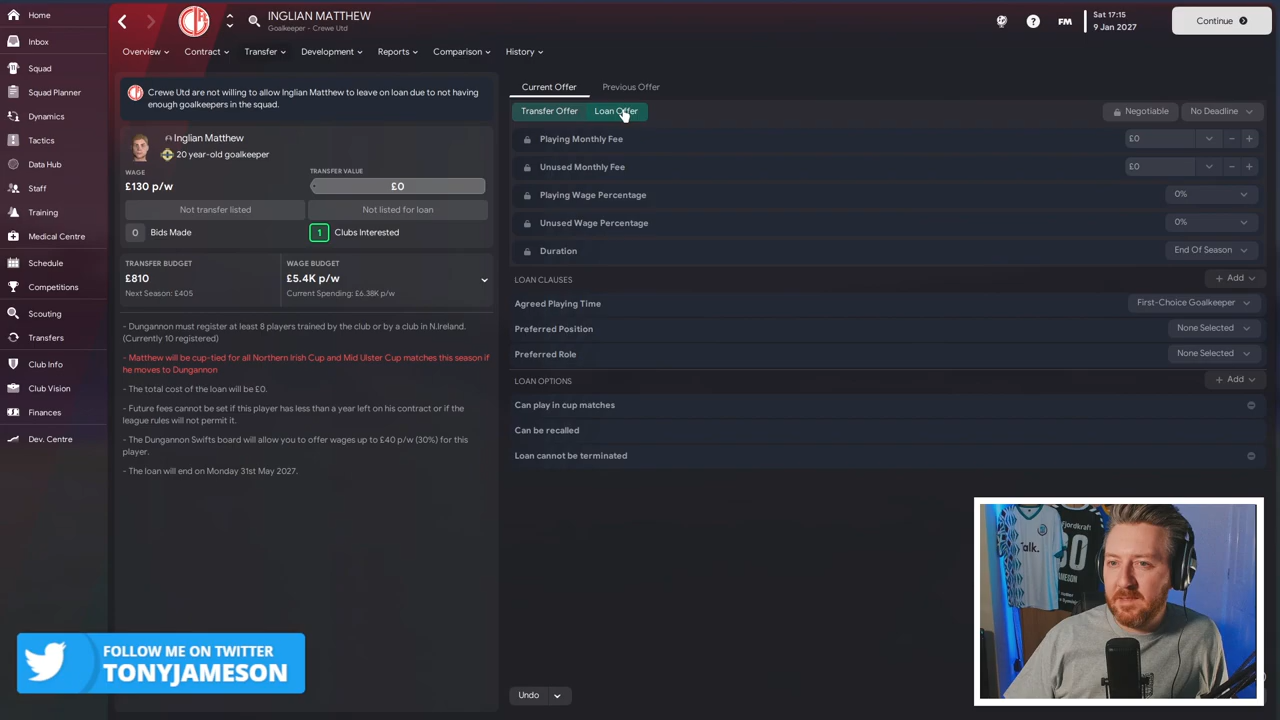 Home
Inbox
Squad
Squad Planner
Dynamics
Tactics
Data Hub
Staff
Training
Medical Centre
Schedule
Competitions
Scouting
Transfers
Club Info
Club Vision
Finances
Dev. Centre
INGLIAN MATTHEW
Goalkeeper - Crewe Utd
FM
Sat 17:15
9 Jan 2027
Continue
Overview
Contract
Transfer
Development
Reports
Comparison
History
Crewe Utd are not willing to allow Inglian Matthew to leave on loan due to not having
enough goalkeepers in the squad.
Inglian Matthew
20 year-old goalkeeper
WAGE
£130 p/w
TRANSFER VALUE
£0
Not transfer listed
Not listed for loan
0 Bids Made
1 Clubs Interested
TRANSFER BUDGET
£810
Next Season: £405
WAGE BUDGET
£5.4K p/w
Current Spending: £6.38K p/w
- Dungannon must register at least 8 players trained by the club or by a club in N.Ireland.
(Currently 10 registered)
- Matthew will be cup-tied for all Northern Irish Cup and Mid Ulster Cup matches this season if
he moves to Dungannon
- The total cost of the loan will be £0.
- Future fees cannot be set if this player has less than a year left on his contract or if the
league rules will not permit it.
- The Dungannon Swifts board will allow you to offer wages up to £40 p/w (30%) for this
player.
- The loan will end on Monday 31st May 2027.
Current Offer
Previous Offer
Transfer Offer
Loan Offer
Negotiable
No Deadline
Playing Monthly Fee
£0
Unused Monthly Fee
£0
Playing Wage Percentage
0%
Unused Wage Percentage
0%
Duration
End Of Season
LOAN CLAUSES
+ Add
Agreed Playing Time
First-Choice Goalkeeper
Preferred Position
None Selected
Preferred Role
None Selected
LOAN OPTIONS
+ Add
Can play in cup matches
Can be recalled
Loan cannot be terminated
Undo
FOLLOW ME ON TWITTER
TONYJAMESON
Talk.
fjordkraft
JAMESON